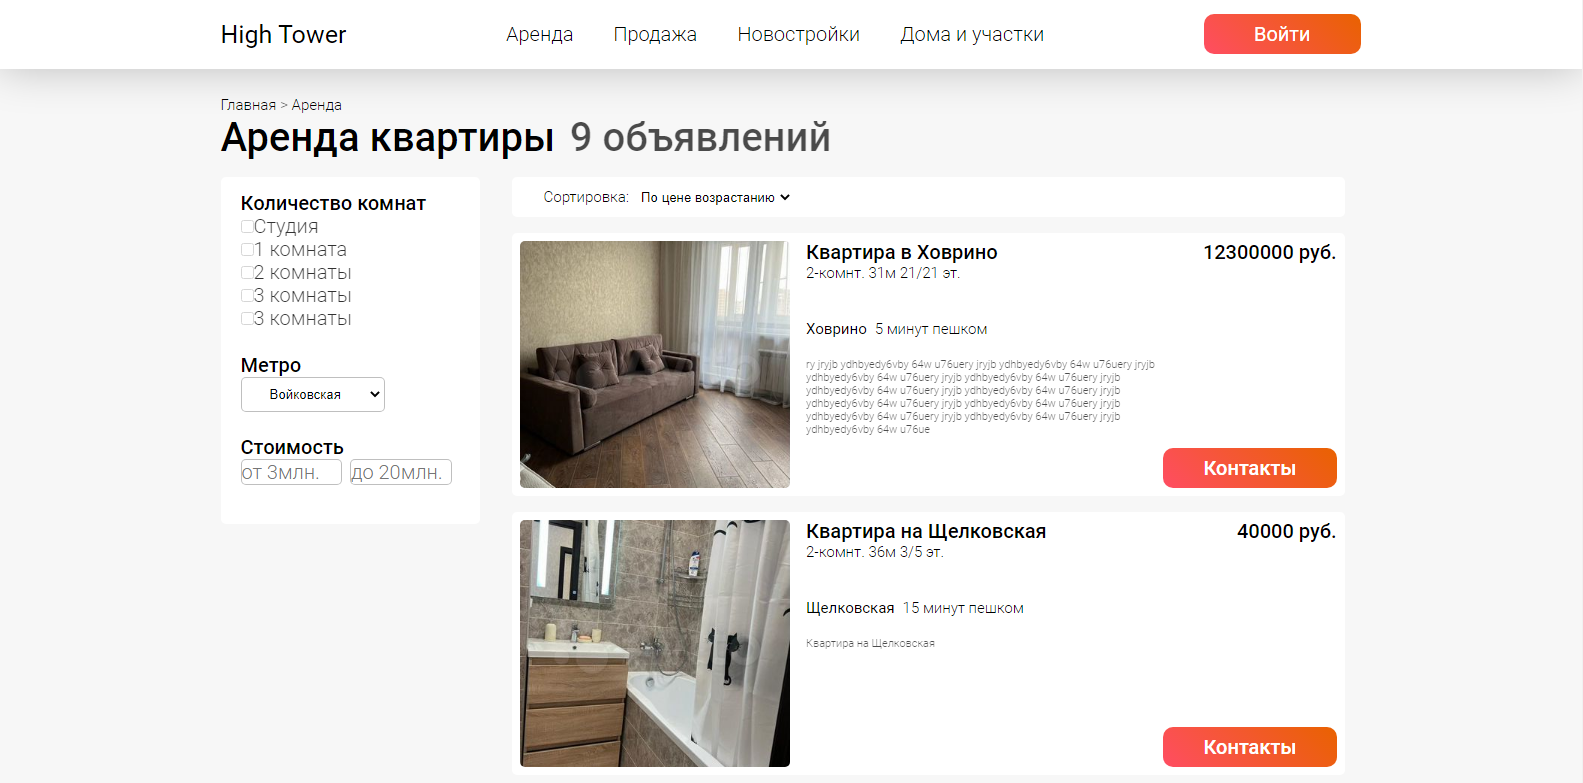 High Tower
Аренда
Продажа
Новостройки
Дома и участки
Войти
Главная > Аренда
Аренда квартиры 9 объявлений
Количество комнат
Студия
1 комната
2 комнаты
3 комнаты
3 комнаты
Метро
Войковская
Стоимость
от 3млн.
до 20млн.
Сортировка: По цене возрастанию
Квартира в Ховрино
12300000 руб.
2-комнт. 31м 21/21 эт.
Ховрино 5 минут пешком
ry jryjb ydhbyedy6vby 64w u76uery jryjb ydhbyedy6vby 64w u76uery jryjb
ydhbyedy6vby 64w u76uery jryjb ydhbyedy6vby 64w u76uery jryjb
ydhbyedy6vby 64w u76uery jryjb ydhbyedy6vby 64w u76uery jryjb
ydhbyedy6vby 64w u76uery jryjb ydhbyedy6vby 64w u76uery jryjb
ydhbyedy6vby 64w u76uery jryjb ydhbyedy6vby 64w u76uery jryjb
ydhbyedy6vby 64w u76ue
Контакты
Квартира на Щелковская
40000 руб.
2-комнт. 36м 3/5 эт.
Щелковская 15 минут пешком
Квартира на Щелковская
Контакты